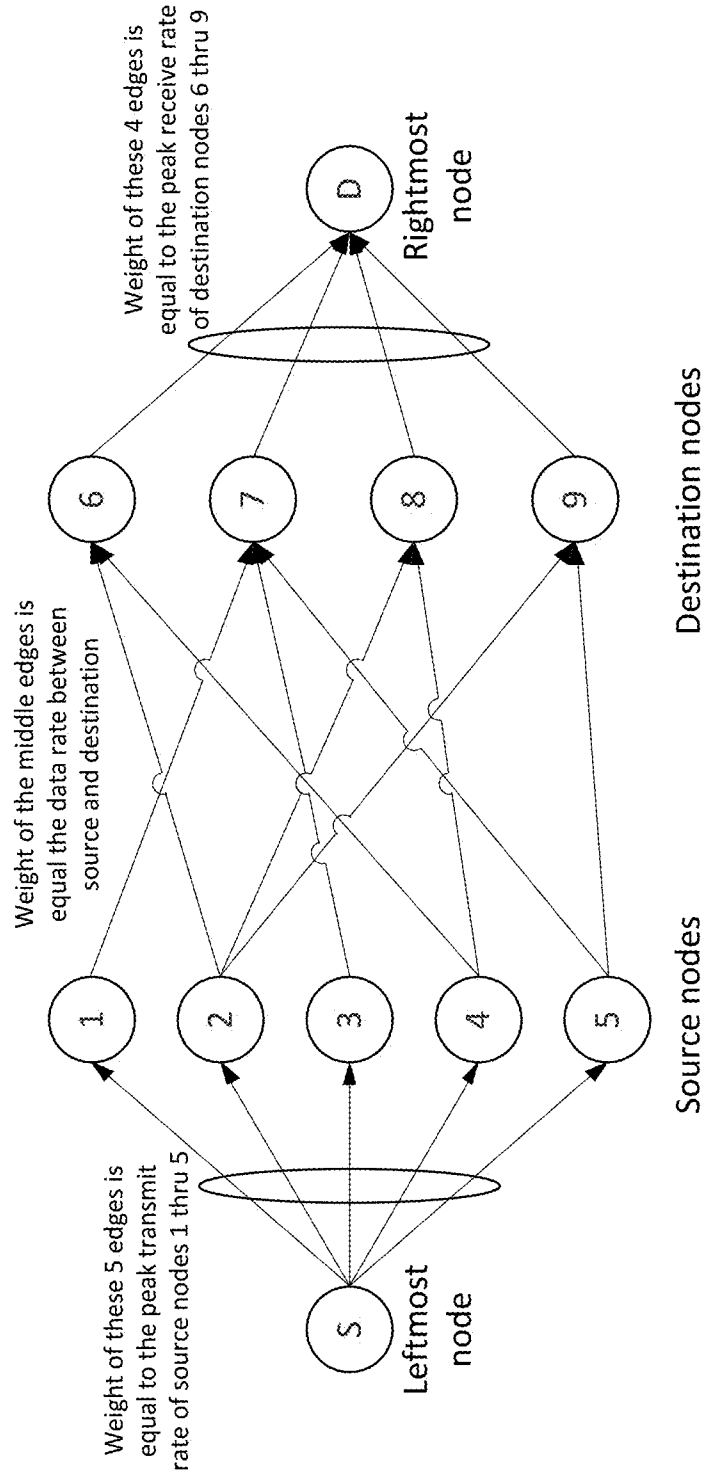 Weight of these 5 edges is
equal to the peak transmit
rate of source nodes 1 thru 5
Weight of the middle edges is
equal the data rate between
source and destination
Weight of these 4 edges is
equal to the peak receive rate
of destination nodes 6 thru 9
S
Leftmost
node
1
2
3
4
5
Source nodes
6
7
8
9
Destination nodes
D
Rightmost
node